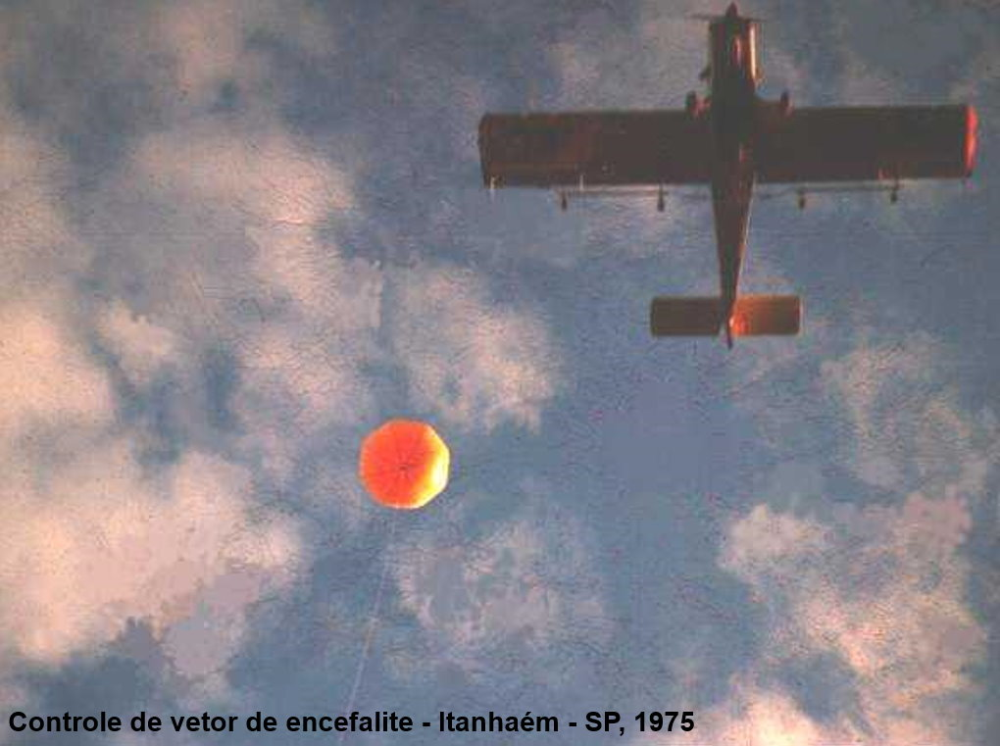 Controle de vetor de encefalite - Itanhaém - SP, 1975